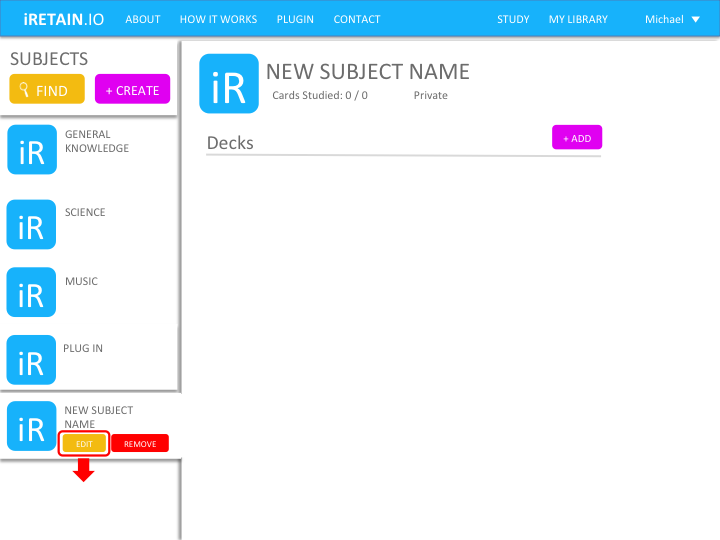 iRETAIN.IO ABOUT HOW IT WORKS PLUGIN CONTACT STUDY MY LIBRARY Michael
SUBJECTS
FIND + CREATE
iR GENERAL
KNOWLEDGE
iR SCIENCE
iR MUSIC
iR PLUG IN
iR NEW SUBJECT
NAME
EDIT REMOVE
iR NEW SUBJECT NAME
Cards Studied: 0 / 0 Private
Decks + ADD